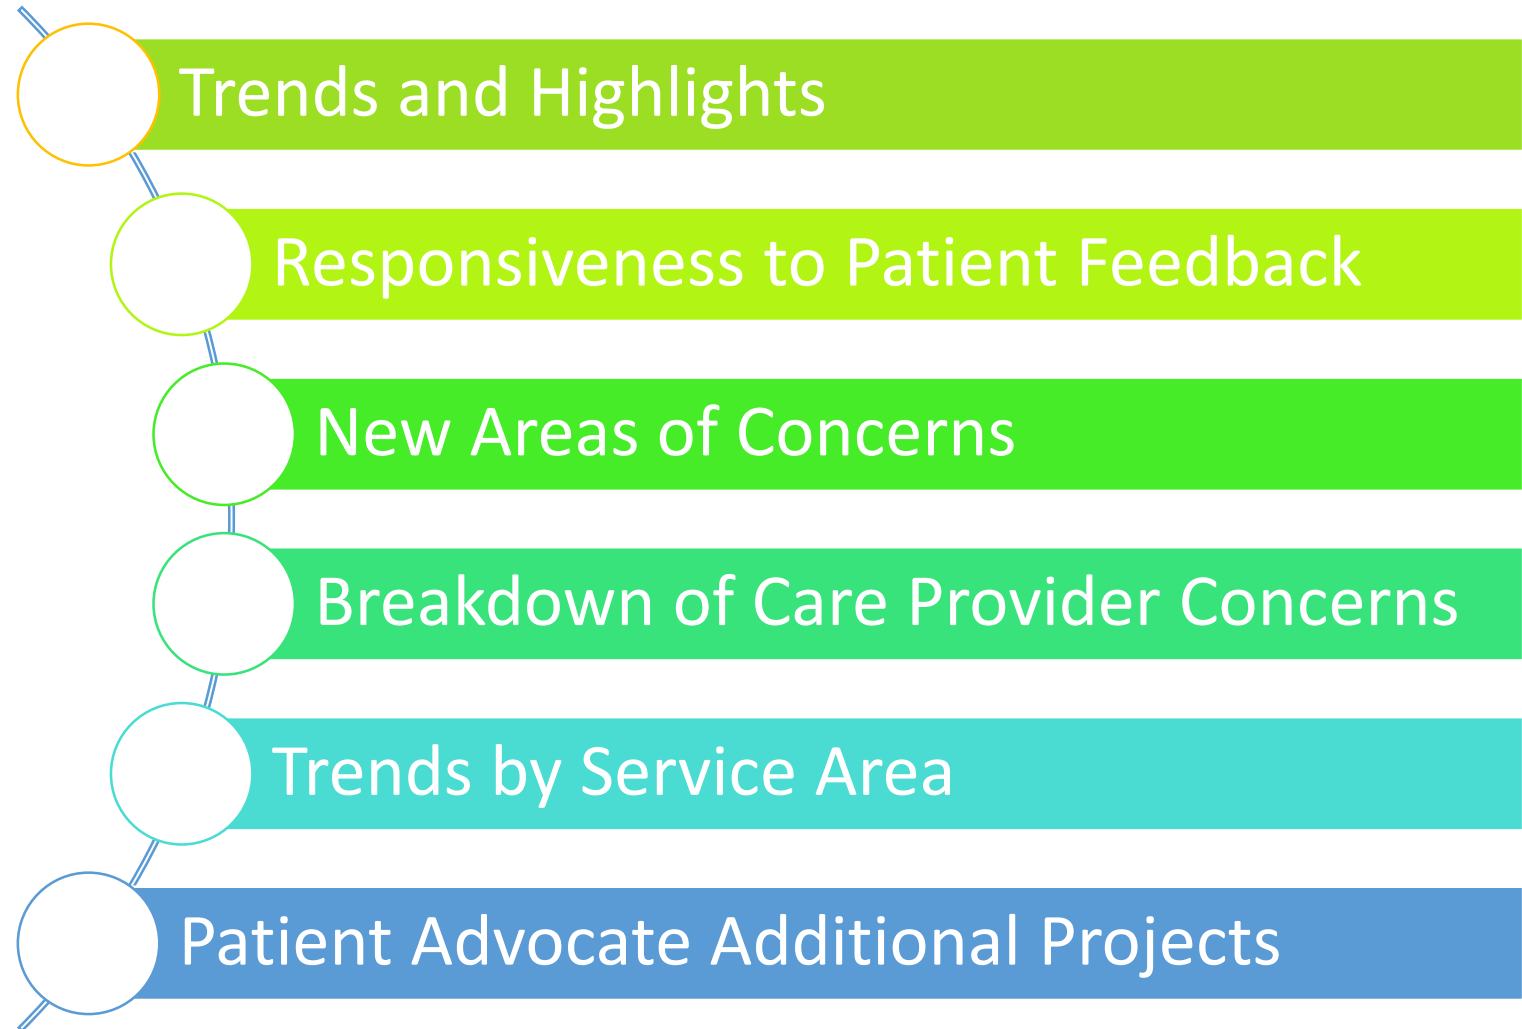 Trends and Highlights
Responsiveness to Patient Feedback
New Areas of Concerns
Breakdown of Care Provider Concerns
Trends by Service Area
Patient Advocate Additional Projects